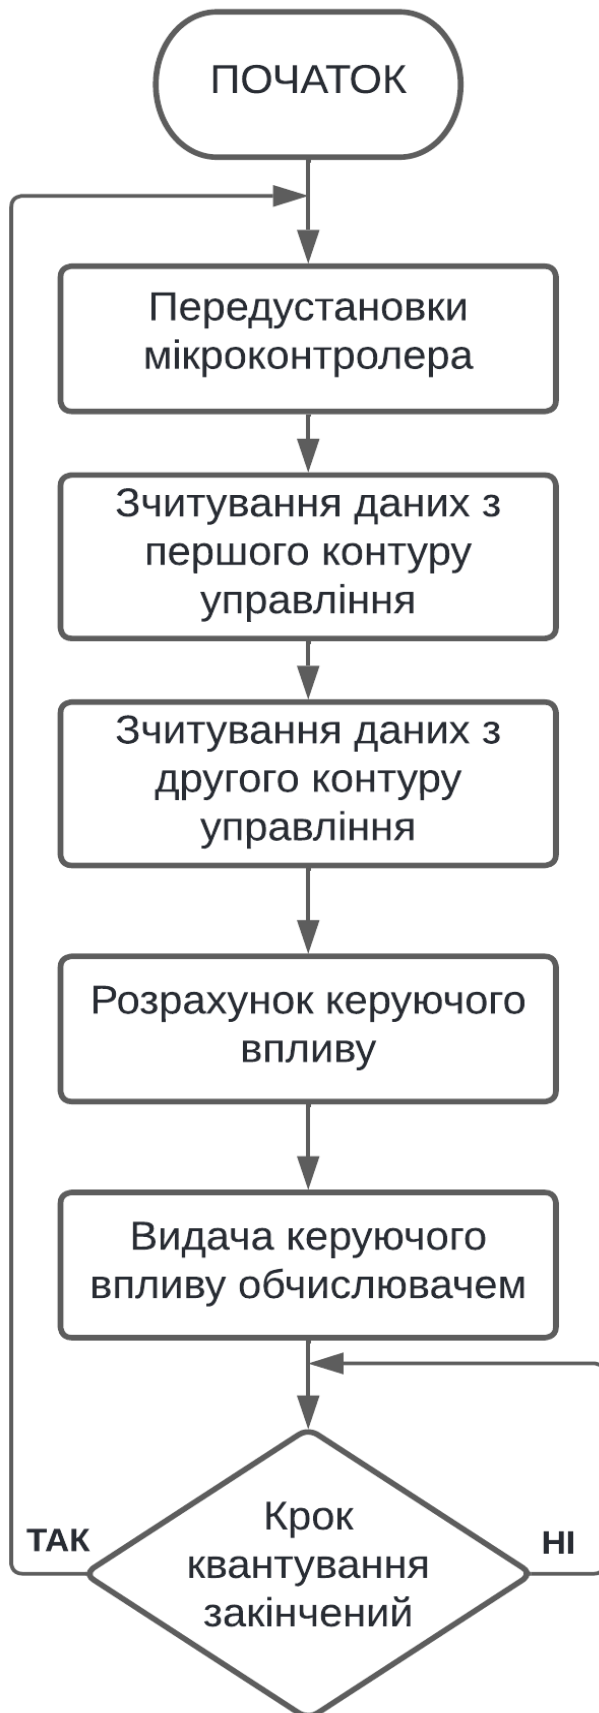 ПОЧАТОК
Передустановки
мікроконтролера
Зчитування даних з
першого контуру
управління
Зчитування даних з
другого контуру
управління
Розрахунок керуючого
впливу
Видача керуючого
впливу обчислювачем
ТАК
Крок
квантування
закінчений
НІ